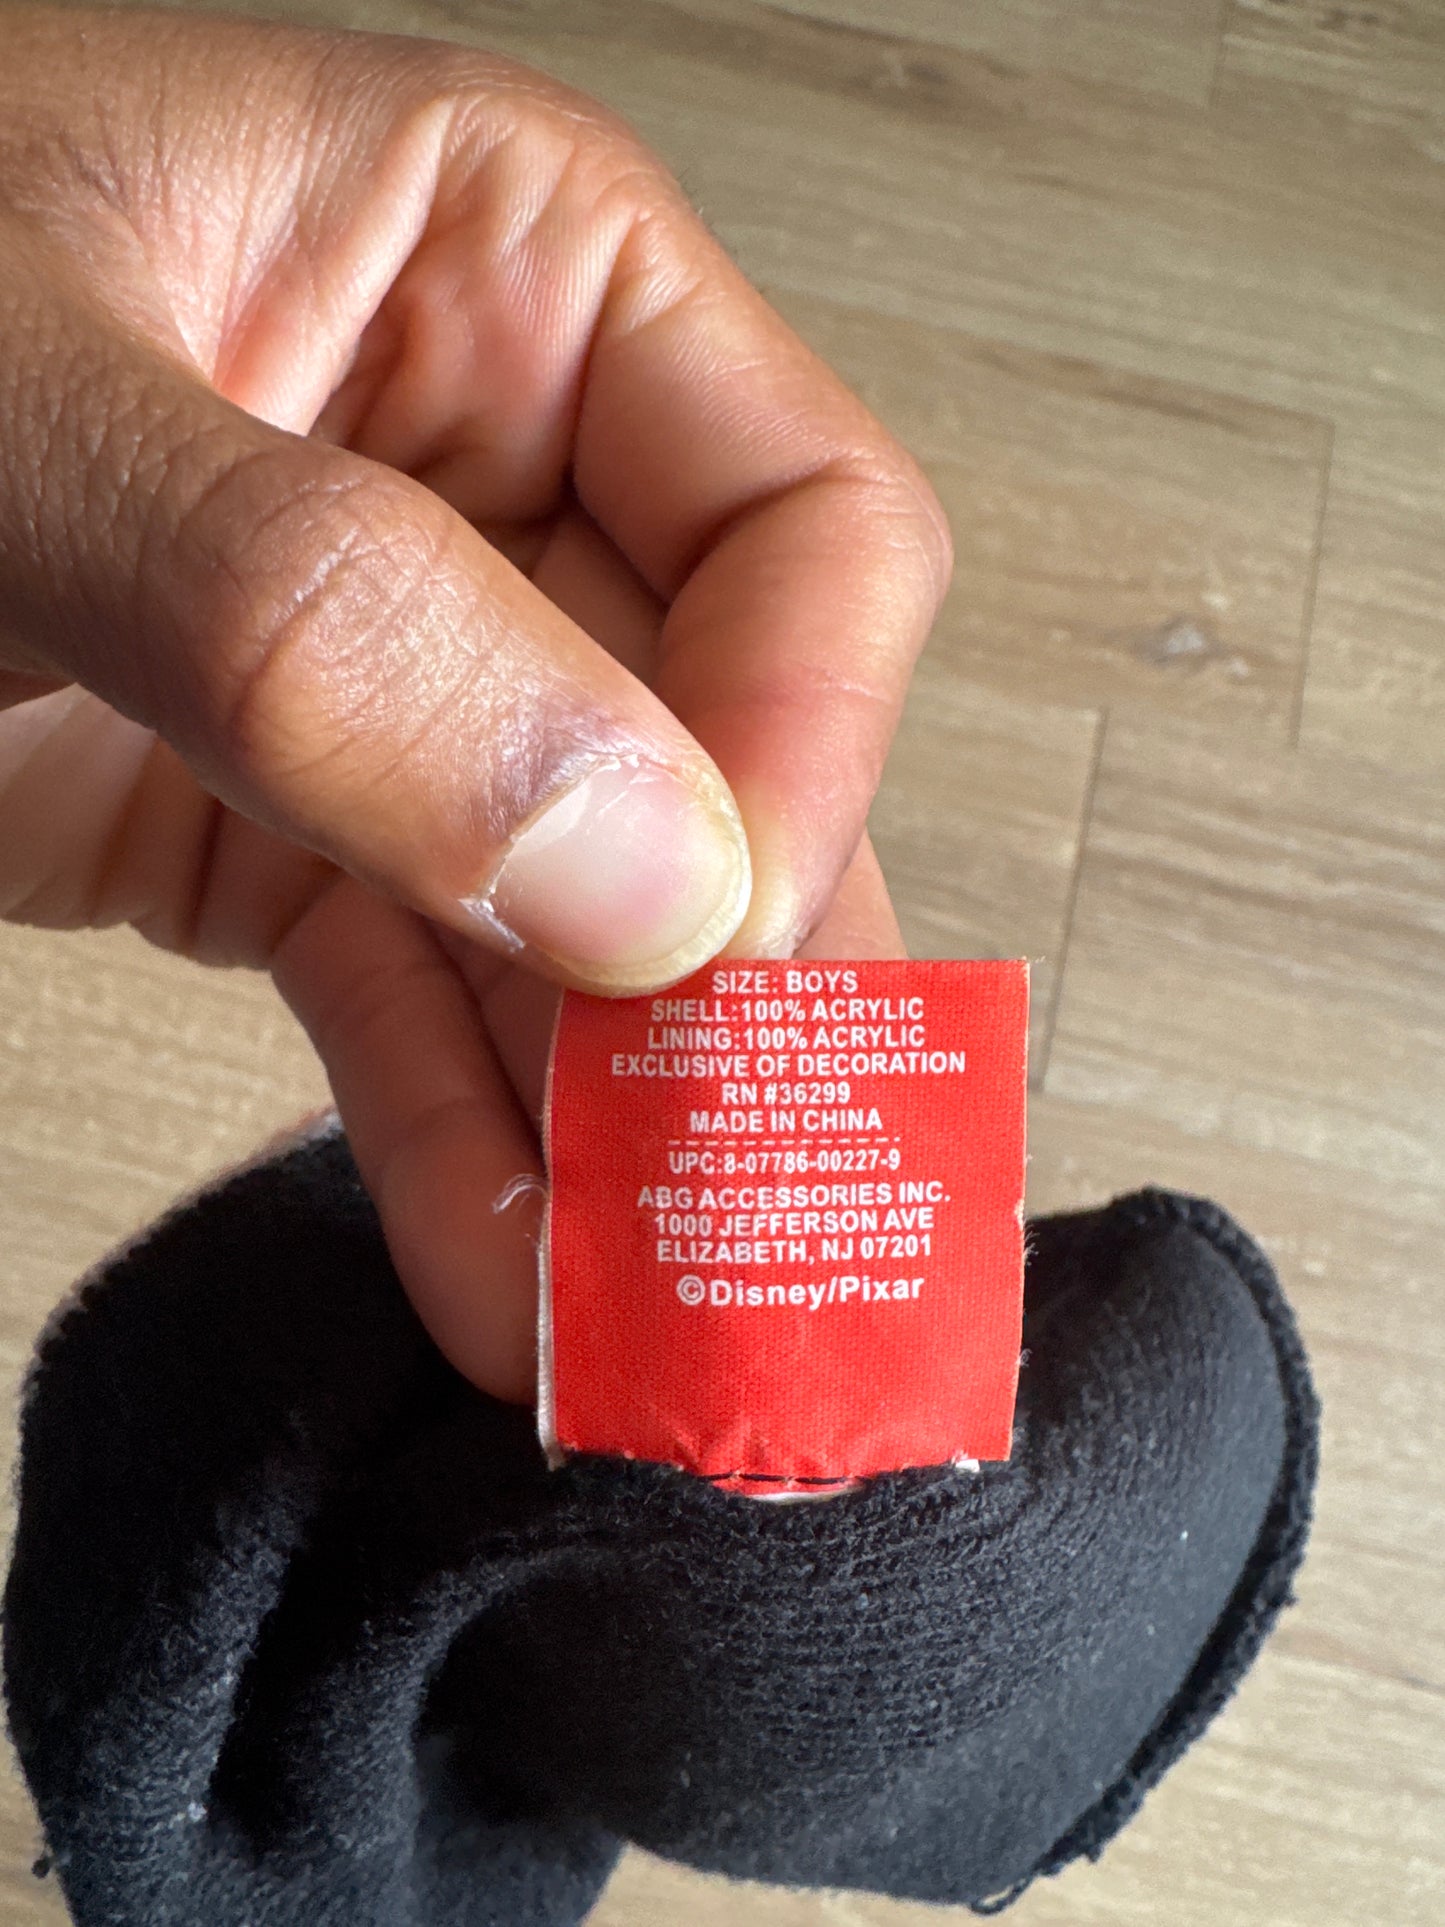 SIZE: BOYS
SHELL:100% ACRYLIC
LINING:100% ACRYLIC
EXCLUSIVE OF DECORATION
RN #36299
MADE IN CHINA
UPC:8-07786-00227-9
ABG ACCESSORIES INC.
1000 JEFFERSON AVE
ELIZABETH, NJ 07201
©Disney/Pixar